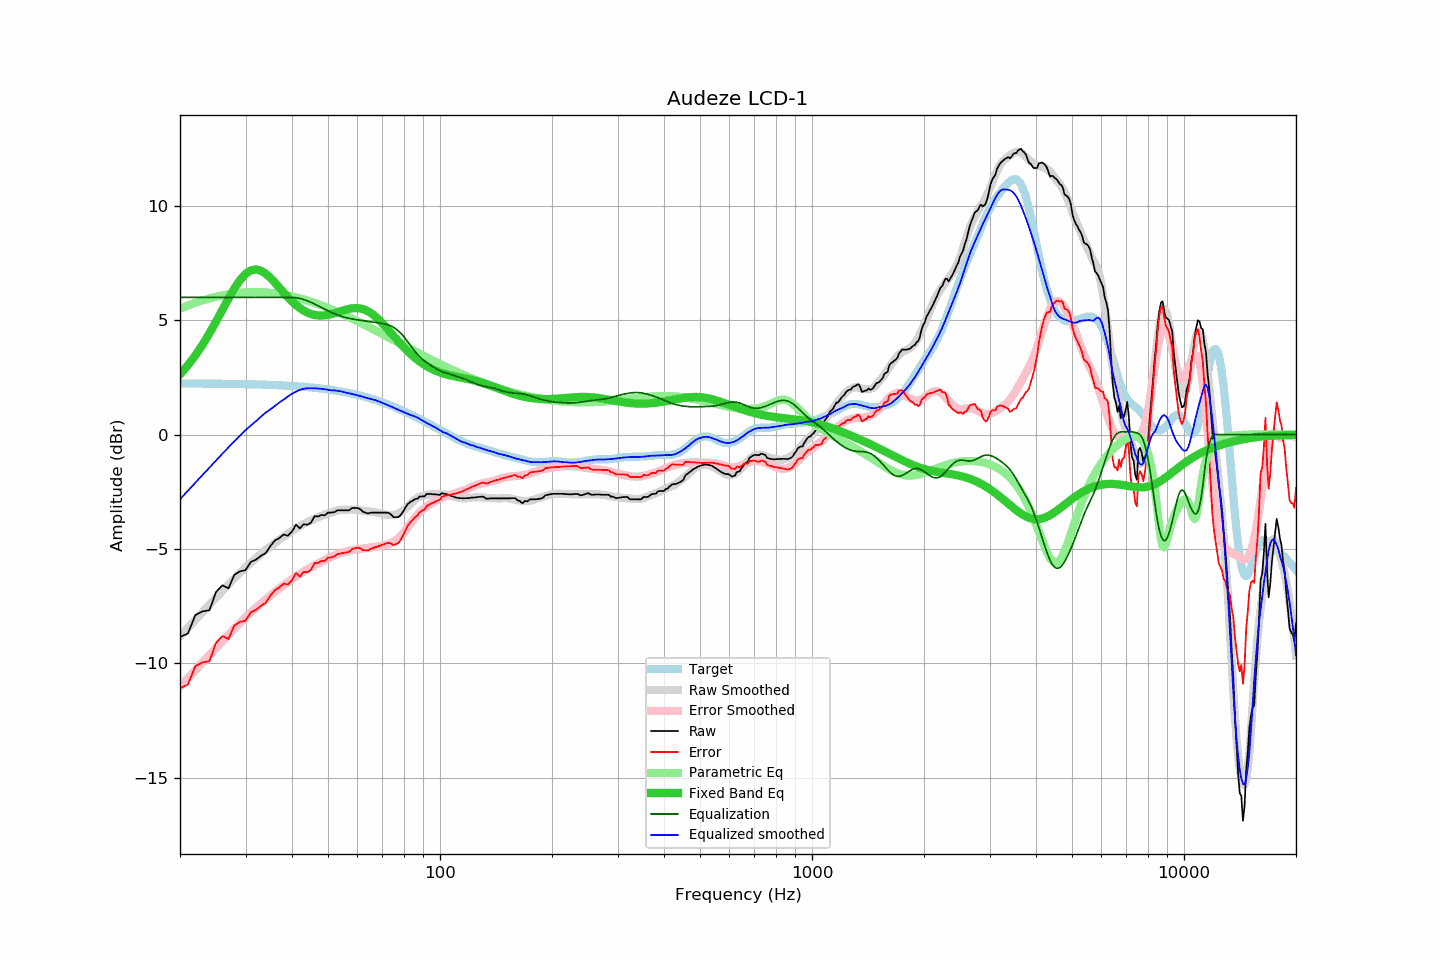 Audeze LCD-1
Amplitude (dBr)
10
5
0
−5
−10
−15
Target
Raw Smoothed
Error Smoothed
Raw
Error
Parametric Eq
Fixed Band Eq
Equalization
Equalized smoothed
100
1000
10000
Frequency (Hz)